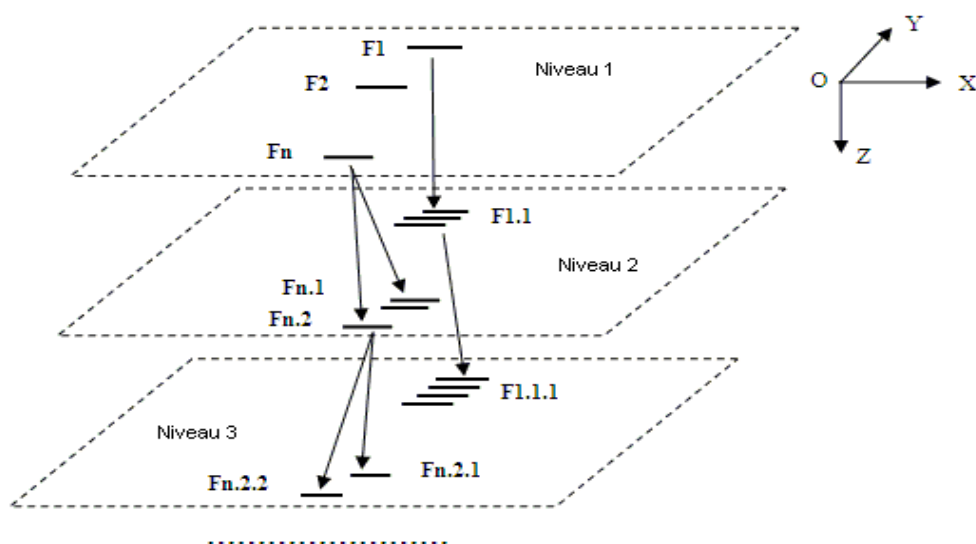 F1
Niveau 1
Y
F2
O
X
Fn
Z
F1.1
Niveau 2
Fn.1
Fn.2
F1.1.1
Niveau 3
Fn.2.1
Fn.2.2